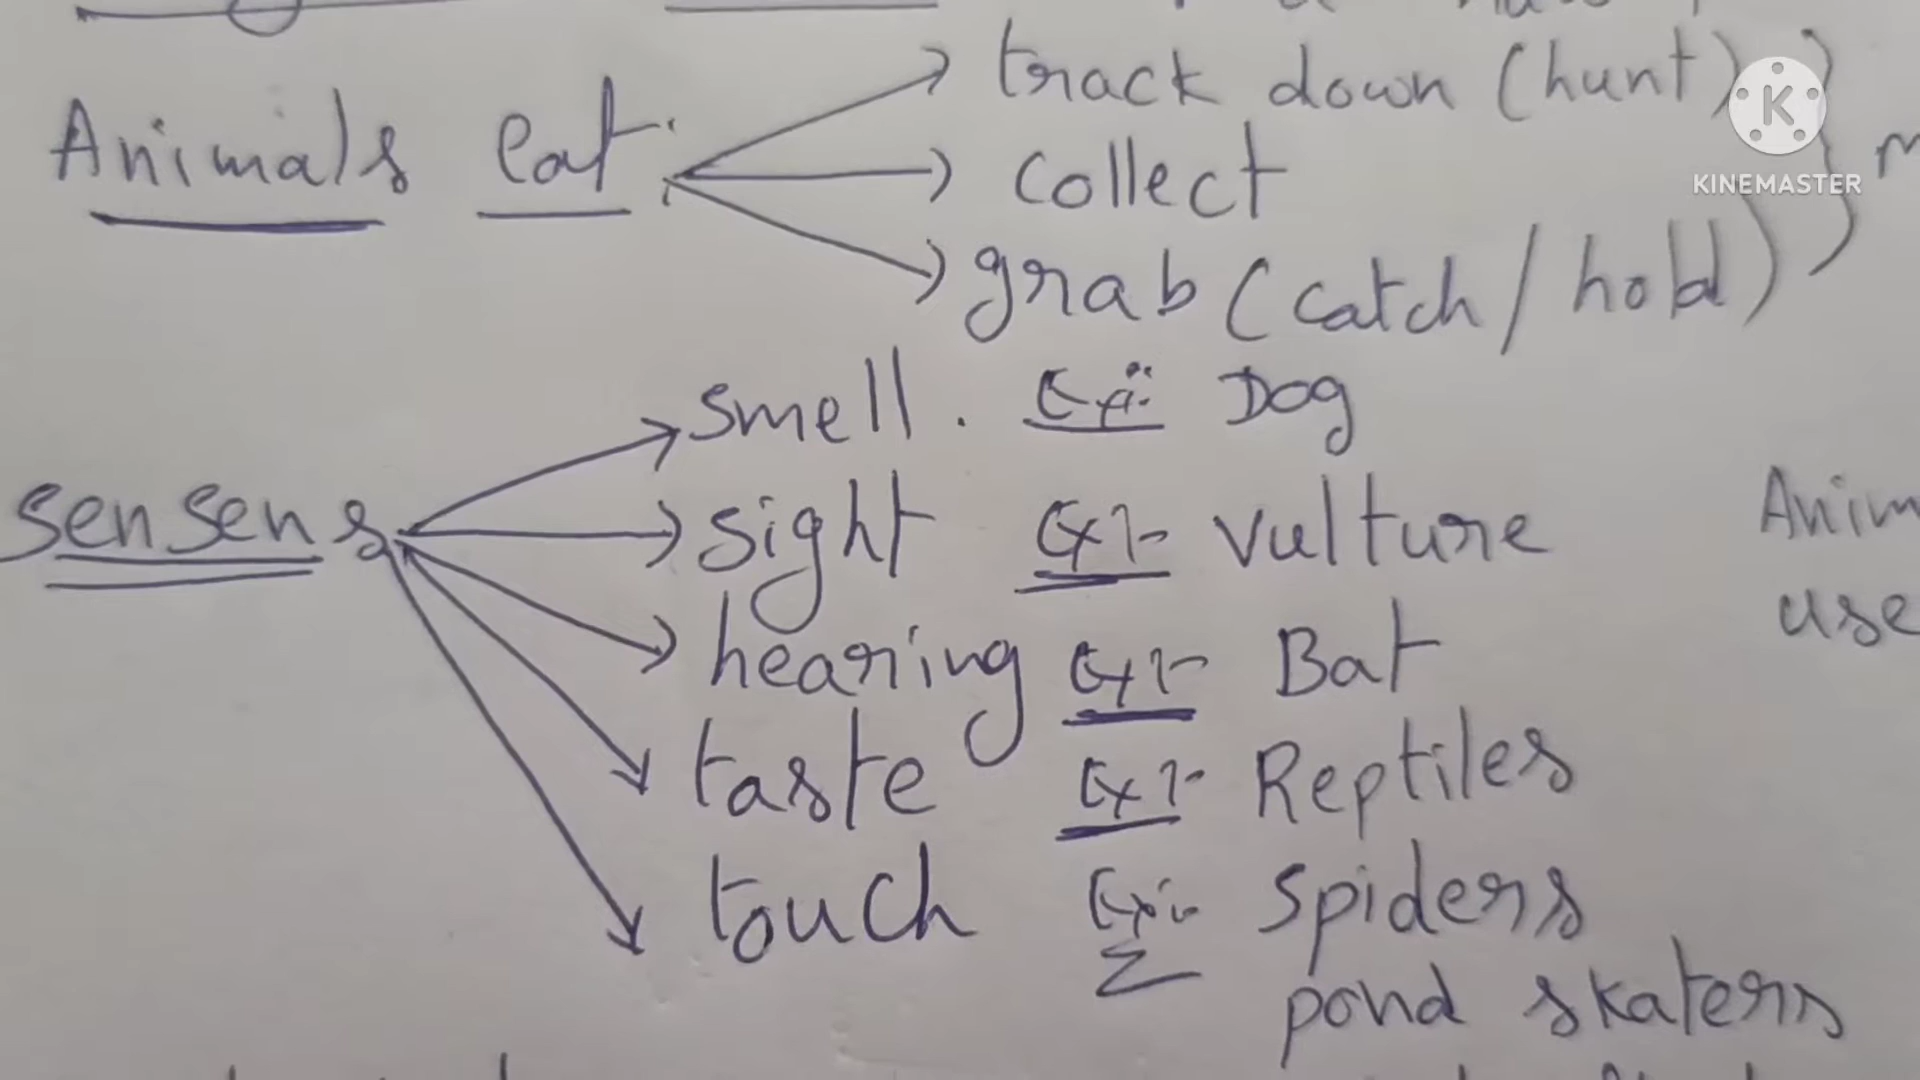 track down (hunt)
Animals eat:
collect
KINEMASTER
grab (catch / hold)
smell. Ex: Dog
sensens
sight Ex:- vulture
Anim
use
hearing Ex:- Bat
taste Ex:- Reptiles
touch Ex:- spiders
pond skaters